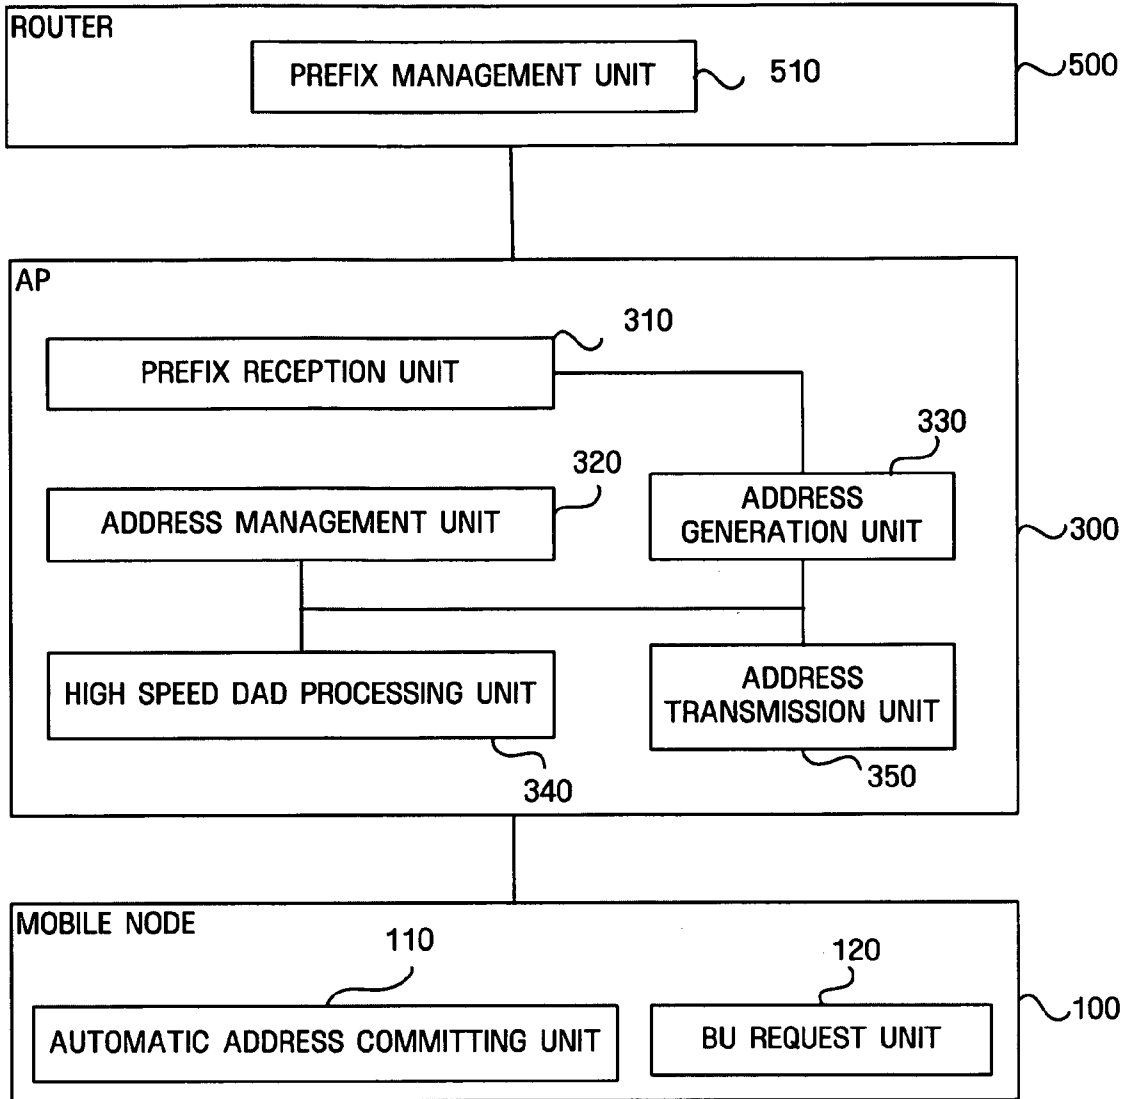 ROUTER
PREFIX MANAGEMENT UNIT
510
500
AP
310
PREFIX RECEPTION UNIT
330
320
ADDRESS MANAGEMENT UNIT
ADDRESS
GENERATION UNIT
300
HIGH SPEED DAD PROCESSING UNIT
ADDRESS
TRANSMISSION UNIT
340
350
MOBILE NODE
110
120
100
AUTOMATIC ADDRESS COMMITTING UNIT
BU REQUEST UNIT